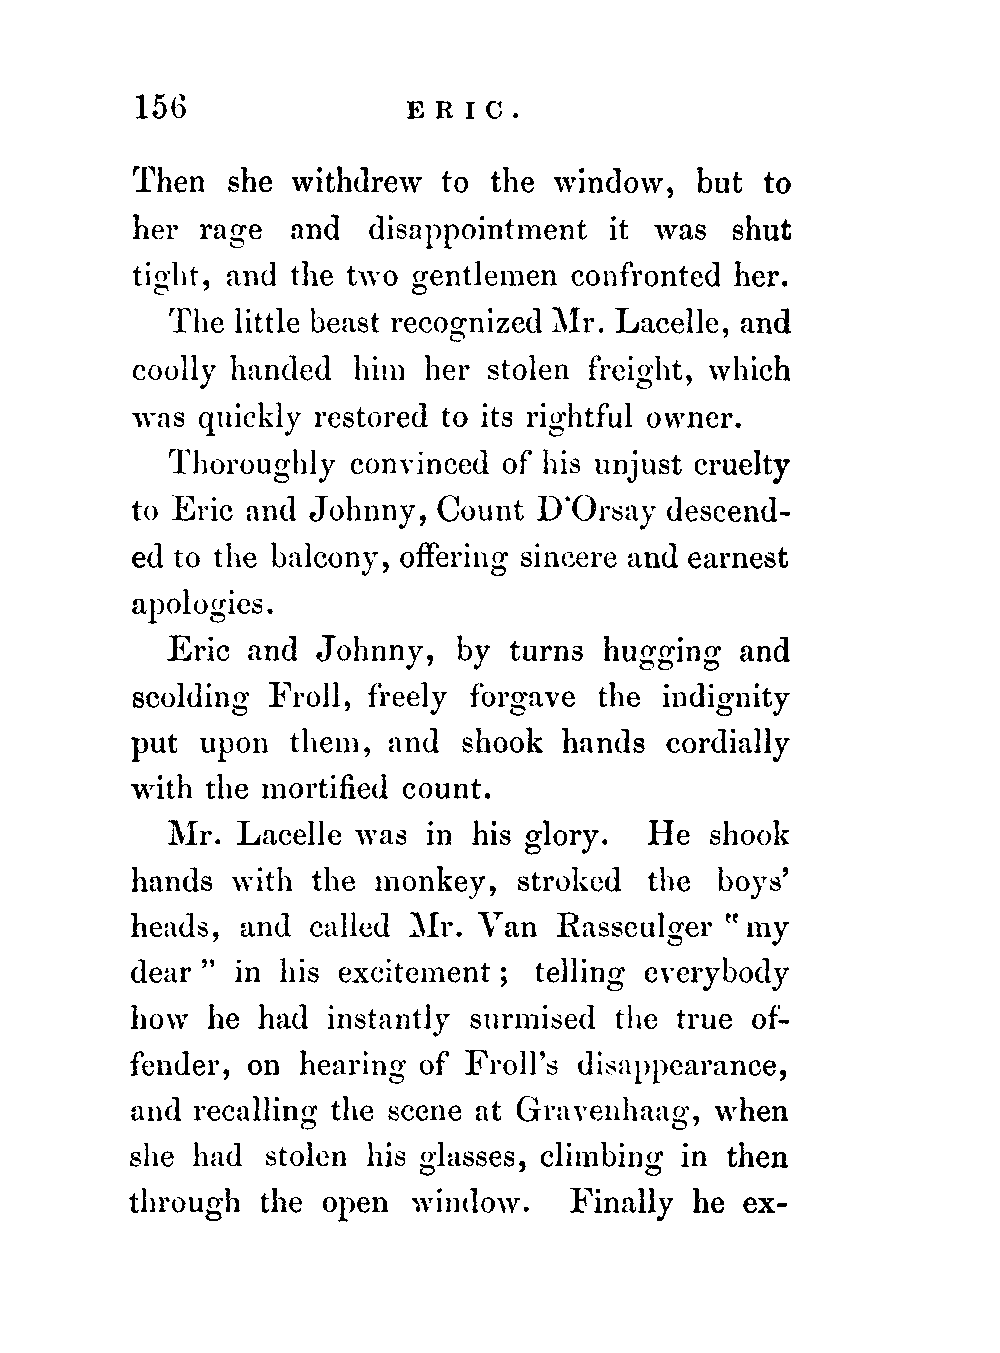 156 ERIC.
Then she withdrew to the window, but to
her rage and disappointment it was shut
tight, and the two gentlemen confronted her.
The little beast recognized Mr. Lacelle, and
coolly handed him her stolen freight, which
was quickly restored to its rightful owner.
Thoroughly convinced of his unjust cruelty
to Eric and Johnny, Count D'Orsay descend-
ed to the balcony, offering sincere and earnest
apologies.
Eric and Johnny, by turns hugging and
scolding Froll, freely forgave the indignity
put upon them, and shook hands cordially
with the mortified count.
Mr. Lacelle was in his glory. He shook
hands with the monkey, stroked the boys'
heads, and called Mr. Van Rasseulger "my
dear" in his excitement; telling everybody
how he had instantly surmised the true of-
fender, on hearing of Froll's disappearance,
and recalling the scene at Gravenhaag, when
she had stolen his glasses, climbing in then
through the open window. Finally he ex-